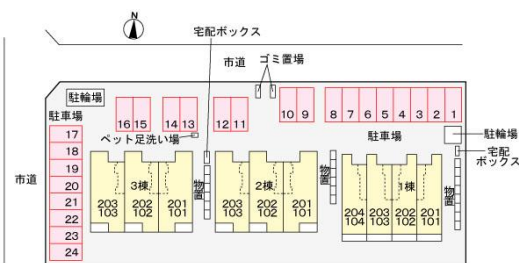 N
宅配ボックス
市道
ゴミ置場
駐輪場
駐車場
16 15
14 13
12 11
10 9
8 7 6 5 4 3 2 1
ペット足洗い場
駐車場
駐輪場
宅配
ボックス
市道
17
18
19
20
21
22
23
24
3棟
203 202 201
103 102 101
物置
2棟
203 202 201
103 102 101
物置
1棟
204 203 202 201
104 103 102 101
物置